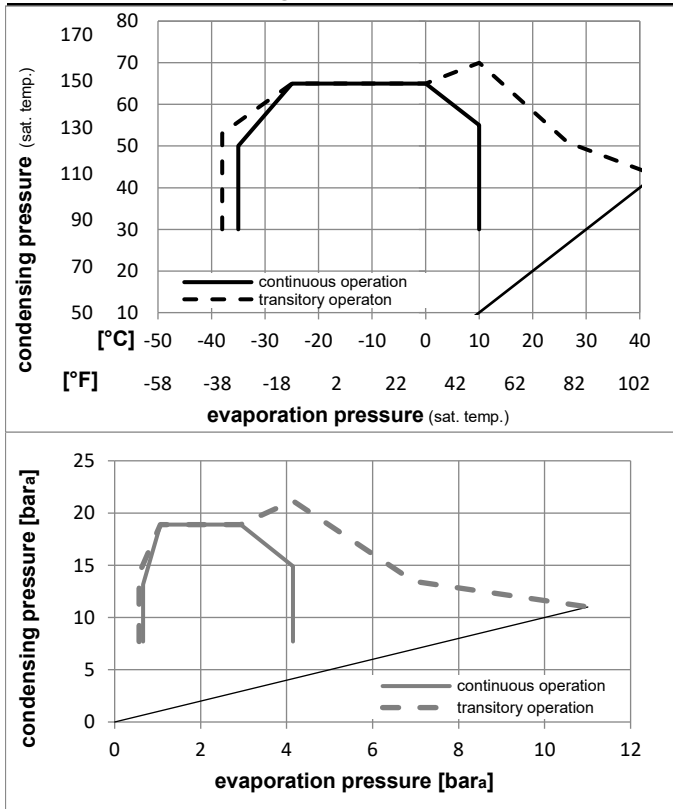 170
150
130
110
90
70
50
80
70
60
50
40
30
20
10
condensing pressure (sat. temp.)
continuous operation
transitory operaton
[°C] -50 -40 -30 -20 -10 0 10 20 30 40
[°F] -58 -38 -18 2 22 42 62 82 102
evaporation pressure (sat. temp.)
25
20
15
10
5
0
condensing pressure [bara]
continuous operation
transitory operation
0 2 4 6 8 10 12
evaporation pressure [bara]